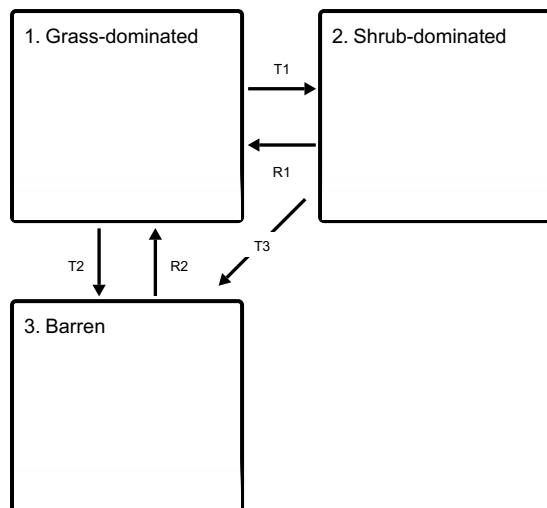 1. Grass-dominated
2. Shrub-dominated
T1
R1
T2
R2
T3
3. Barren